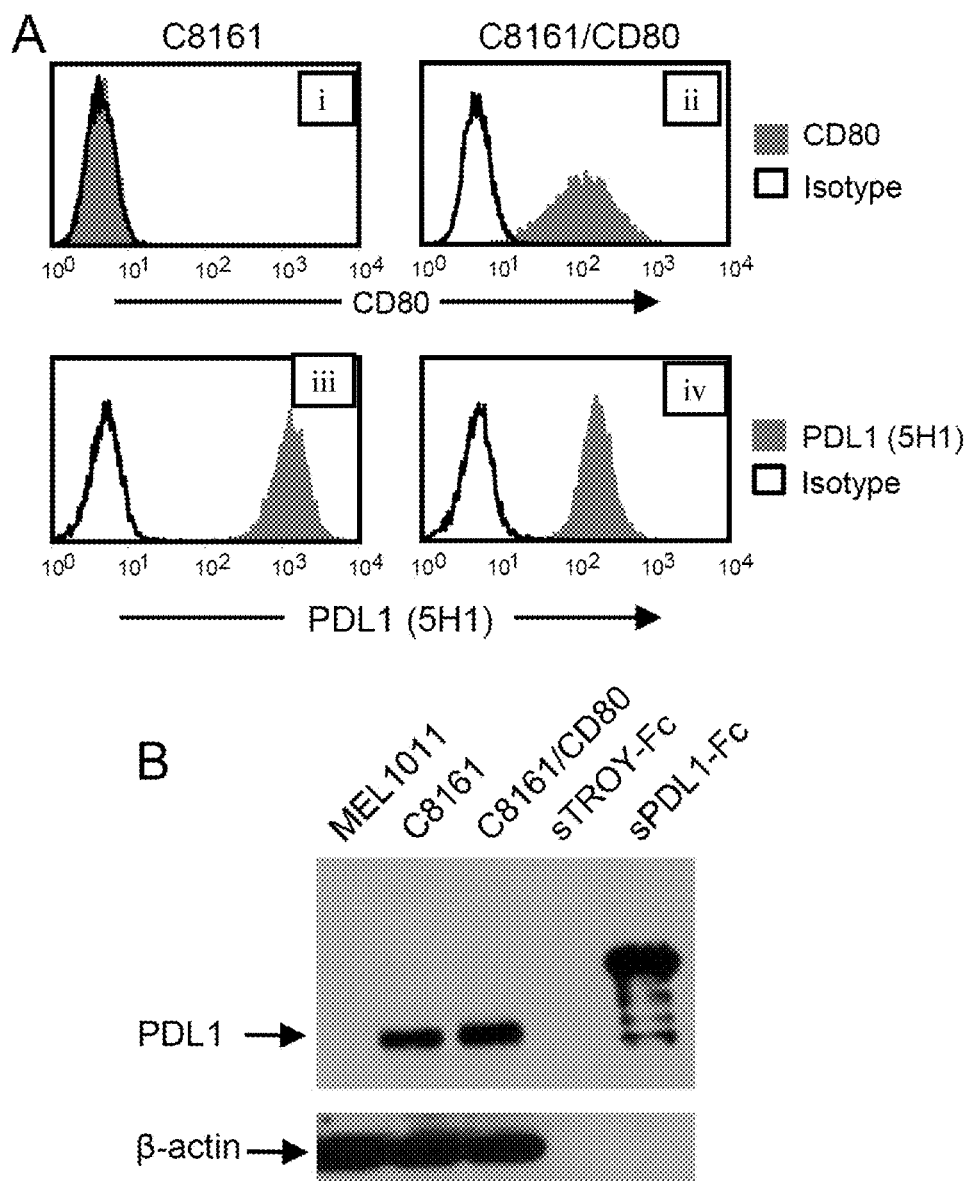 A
C8161
C8161/CD80
i
ii
CD80
Isotype
10⁰ 10¹ 10² 10³ 10⁴
10⁰ 10¹ 10² 10³ 10⁴
CD80
iii
iv
PDL1 (5H1)
Isotype
10⁰ 10¹ 10² 10³ 10⁴
10⁰ 10¹ 10² 10³ 10⁴
PDL1 (5H1)
B
MEL1011
C8161
C8161/CD80
sTROY-Fc
sPDL1-Fc
PDL1
β-actin